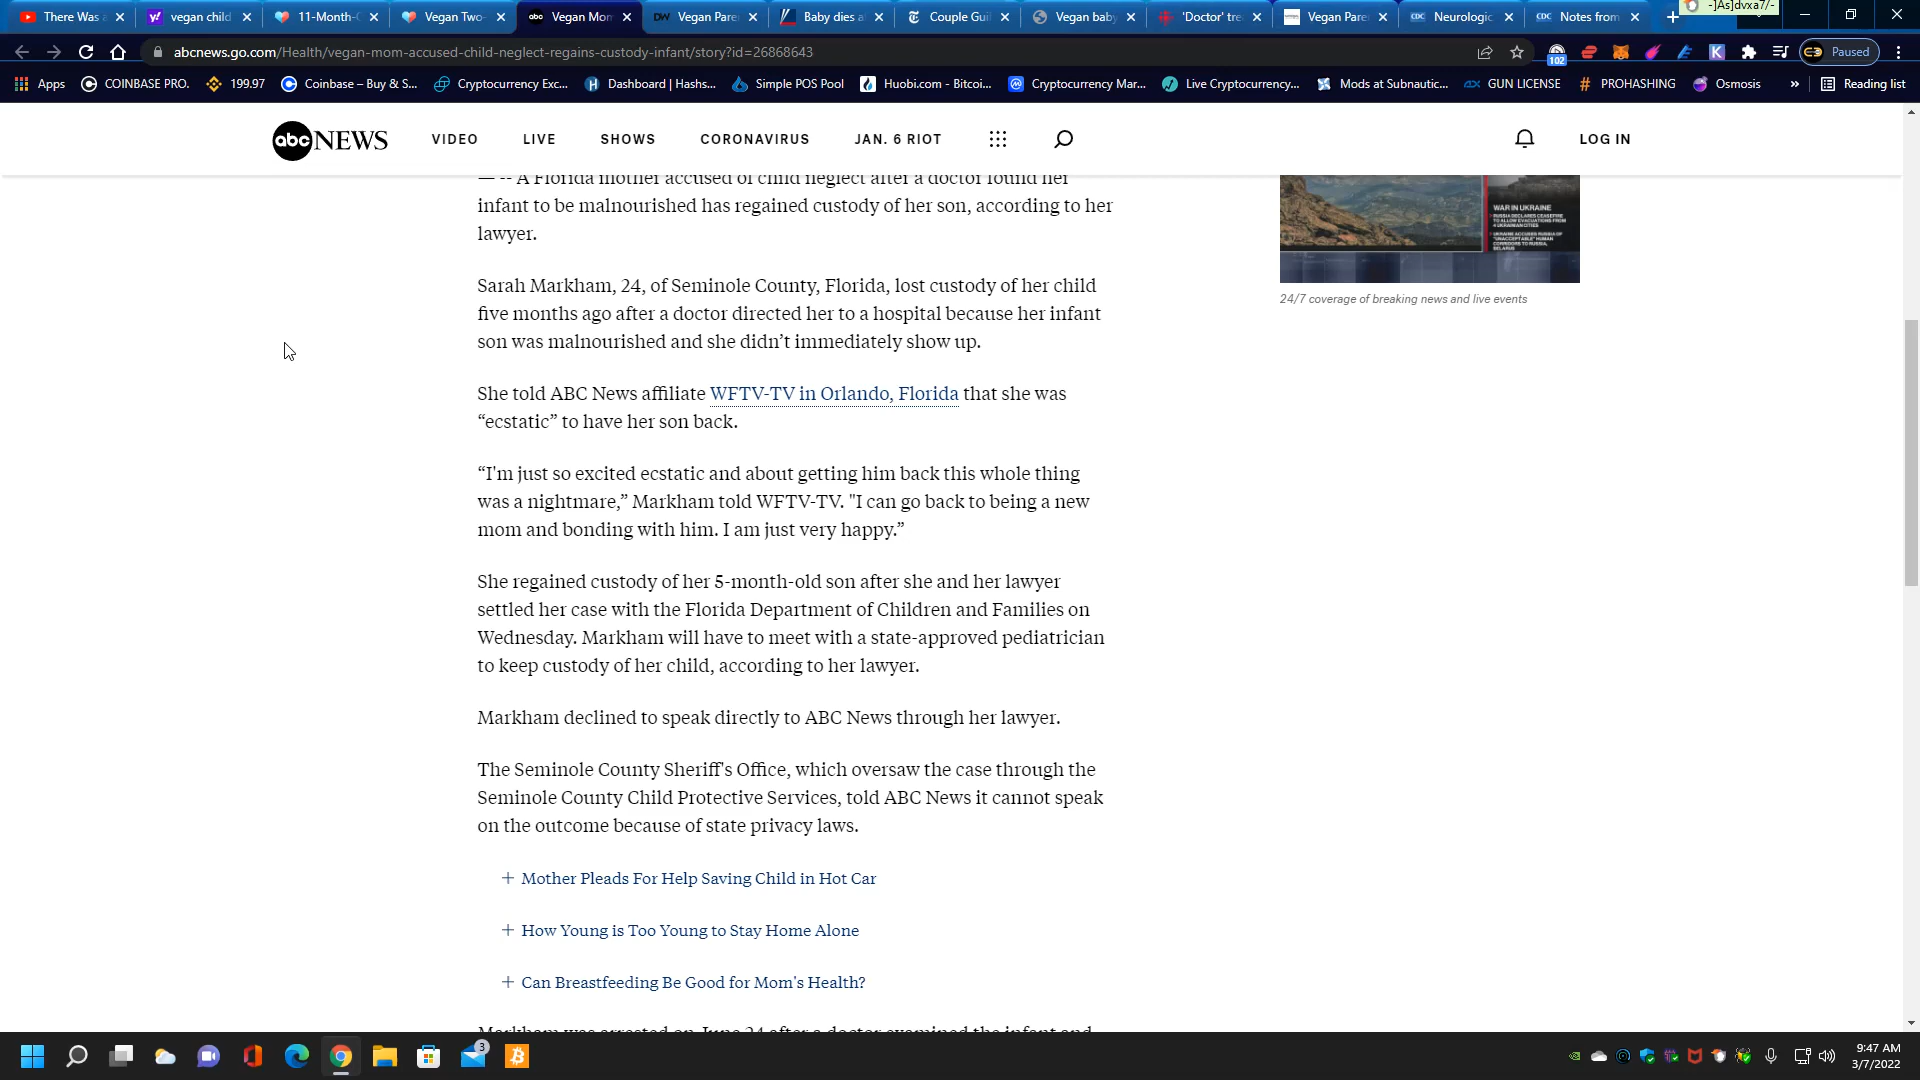 There Was
vegan child
11-Month-O
Vegan Two-
abc Vegan Mom
DW Vegan Pare
Baby dies a
Couple Gui
Vegan bab
'Doctor' tre
Vegan Pare
CDC Neurologic
CDC Notes from
-]As]dvxa7/-
abcnews.go.com/Health/vegan-mom-accused-child-neglect-regains-custody-infant/story?id=26868643
102
Paused
Apps
COINBASE PRO.
199.97
Coinbase – Buy & S...
Cryptocurrency Exc...
Dashboard | Hashs...
Simple POS Pool
Huobi.com - Bitcoi...
Cryptocurrency Mar...
Live Cryptocurrency...
Mods at Subnautic...
GUN LICENSE
PROHASHING
Osmosis
»
Reading list
abc NEWS
VIDEO
LIVE
SHOWS
CORONAVIRUS
JAN. 6 RIOT
LOG IN
— -- A Florida mother accused of child neglect after a doctor found her
infant to be malnourished has regained custody of her son, according to her
lawyer.
Sarah Markham, 24, of Seminole County, Florida, lost custody of her child
five months ago after a doctor directed her to a hospital because her infant
son was malnourished and she didn’t immediately show up.
She told ABC News affiliate WFTV-TV in Orlando, Florida that she was
“ecstatic” to have her son back.
“I'm just so excited ecstatic and about getting him back this whole thing
was a nightmare,” Markham told WFTV-TV. "I can go back to being a new
mom and bonding with him. I am just very happy.”
She regained custody of her 5-month-old son after she and her lawyer
settled her case with the Florida Department of Children and Families on
Wednesday. Markham will have to meet with a state-approved pediatrician
to keep custody of her child, according to her lawyer.
Markham declined to speak directly to ABC News through her lawyer.
The Seminole County Sheriff's Office, which oversaw the case through the
Seminole County Child Protective Services, told ABC News it cannot speak
on the outcome because of state privacy laws.
+ Mother Pleads For Help Saving Child in Hot Car
+ How Young is Too Young to Stay Home Alone
+ Can Breastfeeding Be Good for Mom's Health?
Markham was arrested on June 24 after a doctor examined the infant and
WAR IN UKRAINE
RUSSIA DECLARES CEASEFIRE
TO ALLOW EVACUATIONS FROM
4 UKRAINIAN CITIES
UKRAINE ACCUSES RUSSIA OF
"UNACCEPTABLE" HUMAN
CORRIDORS TO RUSSIA,
BELARUS
24/7 coverage of breaking news and live events
3
9:47 AM
3/7/2022